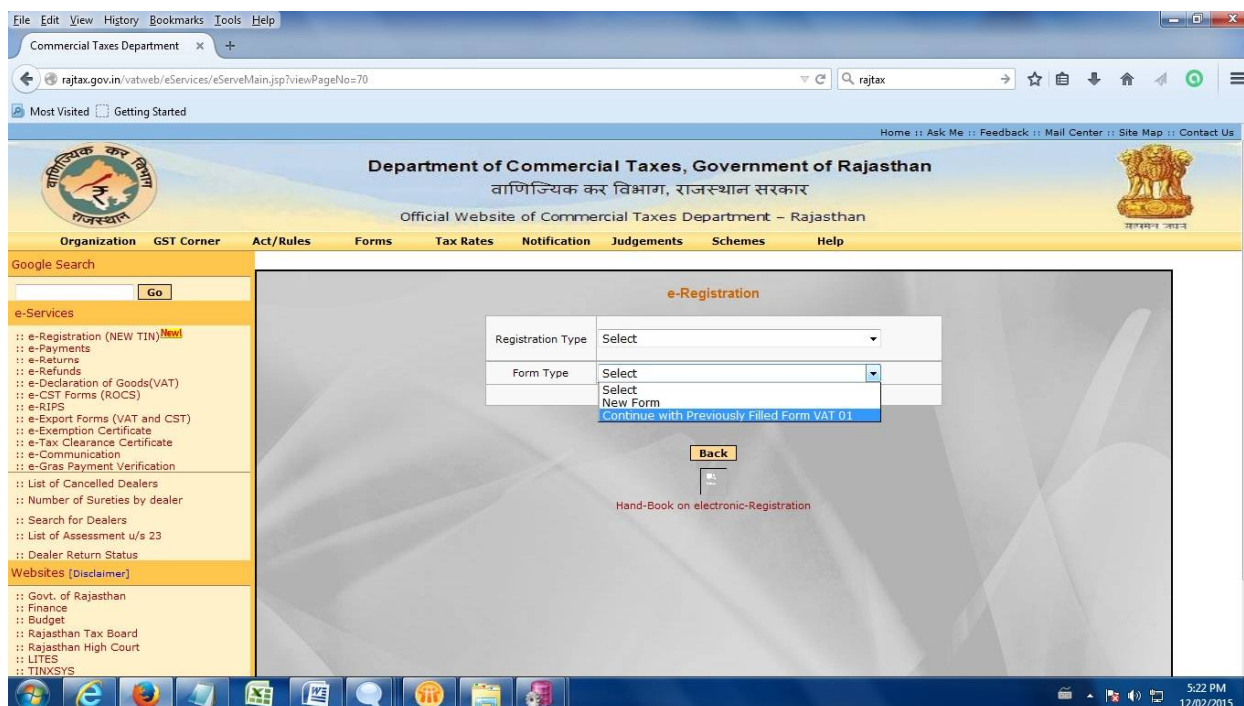 File Edit View History Bookmarks Tools Help
Commercial Taxes Department × +
rajtax.gov.in/vatweb/eServices/eServeMain.jsp?viewPageNo=70 rajtax
Most Visited Getting Started
Home :: Ask Me :: Feedback :: Mail Center :: Site Map :: Contact Us
वाणिज्यिक कर विभाग
राजस्थान
Department of Commercial Taxes, Government of Rajasthan
वाणिज्यिक कर विभाग, राजस्थान सरकार
Official Website of Commercial Taxes Department – Rajasthan
सत्यमेव जयते
Organization GST Corner Act/Rules Forms Tax Rates Notification Judgements Schemes Help
Google Search
Go
e-Services
:: e-Registration (NEW TIN) New!
:: e-Payments
:: e-Returns
:: e-Refunds
:: e-Declaration of Goods(VAT)
:: e-CST Forms (ROCS)
:: e-RIPS
:: e-Export Forms (VAT and CST)
:: e-Exemption Certificate
:: e-Tax Clearance Certificate
:: e-Communication
:: e-Gras Payment Verification
:: List of Cancelled Dealers
:: Number of Sureties by dealer
:: Search for Dealers
:: List of Assessment u/s 23
:: Dealer Return Status
Websites [Disclaimer]
:: Govt. of Rajasthan
:: Finance
:: Budget
:: Rajasthan Tax Board
:: Rajasthan High Court
:: LITES
:: TINXSYS
e-Registration
Registration Type Select
Form Type Select
Select
New Form
Continue with Previously Filled Form VAT 01
Back
Hand-Book on electronic-Registration
5:22 PM
12/02/2015